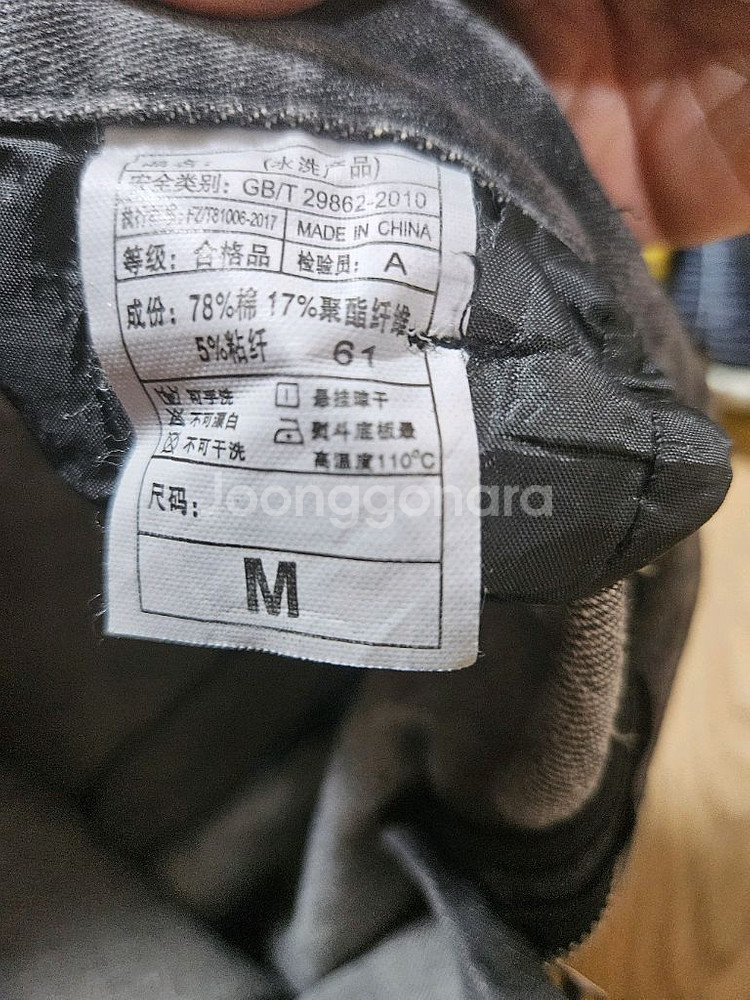 (水洗产品)
安全类别: GB/T 29862-2010
FZ/T81006-2017 MADE IN CHINA
等级: 合格品 检验员: A
成份: 78%棉 17%聚酯纤维
5%粘纤 61
可手洗 悬挂晾干
不可漂白 熨斗底板最
不可干洗 高温度110°C
尺码:
Joonggonara
M